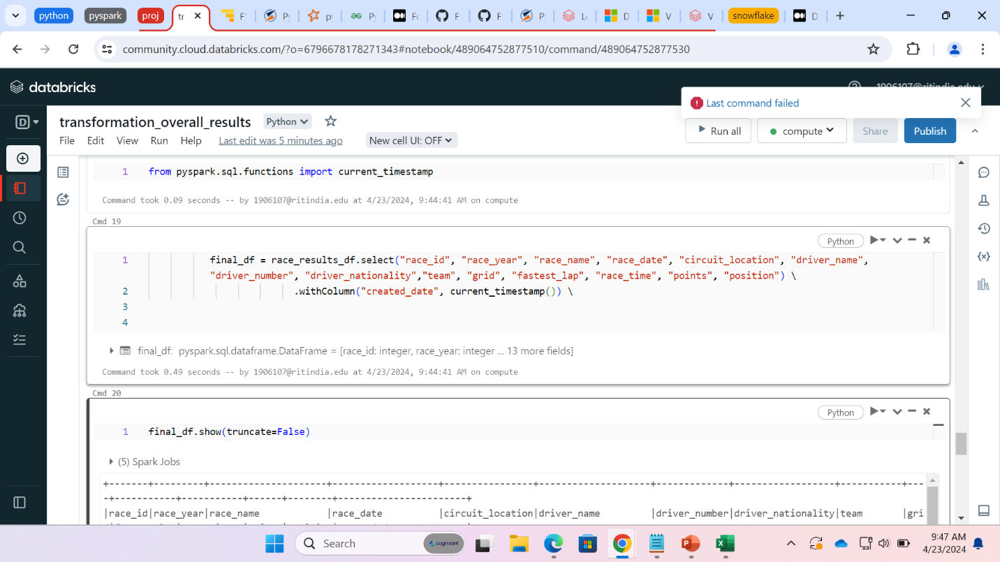 python
pyspark
proj
tr
snowflake
community.cloud.databricks.com/?o=6796678178271343#notebook/489064752877510/command/489064752877530
databricks
Last command failed
transformation_overall_results
Python
File Edit View Run Help
Last edit was 5 minutes ago
New cell UI: OFF
Run all
compute
Share
Publish
1 from pyspark.sql.functions import current_timestamp
Command took 0.09 seconds -- by 1906107@ritindia.edu at 4/23/2024, 9:44:41 AM on compute
Cmd 19
Python
1 final_df = race_results_df.select("race_id", "race_year", "race_name", "race_date", "circuit_location", "driver_name",
"driver_number", "driver_nationality","team", "grid", "fastest_lap", "race_time", "points", "position") \
2 .withColumn("created_date", current_timestamp()) \
3
4
final_df: pyspark.sql.dataframe.DataFrame = [race_id: integer, race_year: integer ... 13 more fields]
Command took 0.49 seconds -- by 1906107@ritindia.edu at 4/23/2024, 9:44:41 AM on compute
Cmd 20
Python
1 final_df.show(truncate=False)
(5) Spark Jobs
+-------+---------+---------------------+-------------------+-----------------+---------------------+-------------+------------------+-----------+---
-+-----------+-----------+------+--------+-----------------------+
|race_id|race_year|race_name |race_date |circuit_location|driver_name |driver_number|driver_nationality|team |gri
Search
cognizant
9:47 AM
4/23/2024